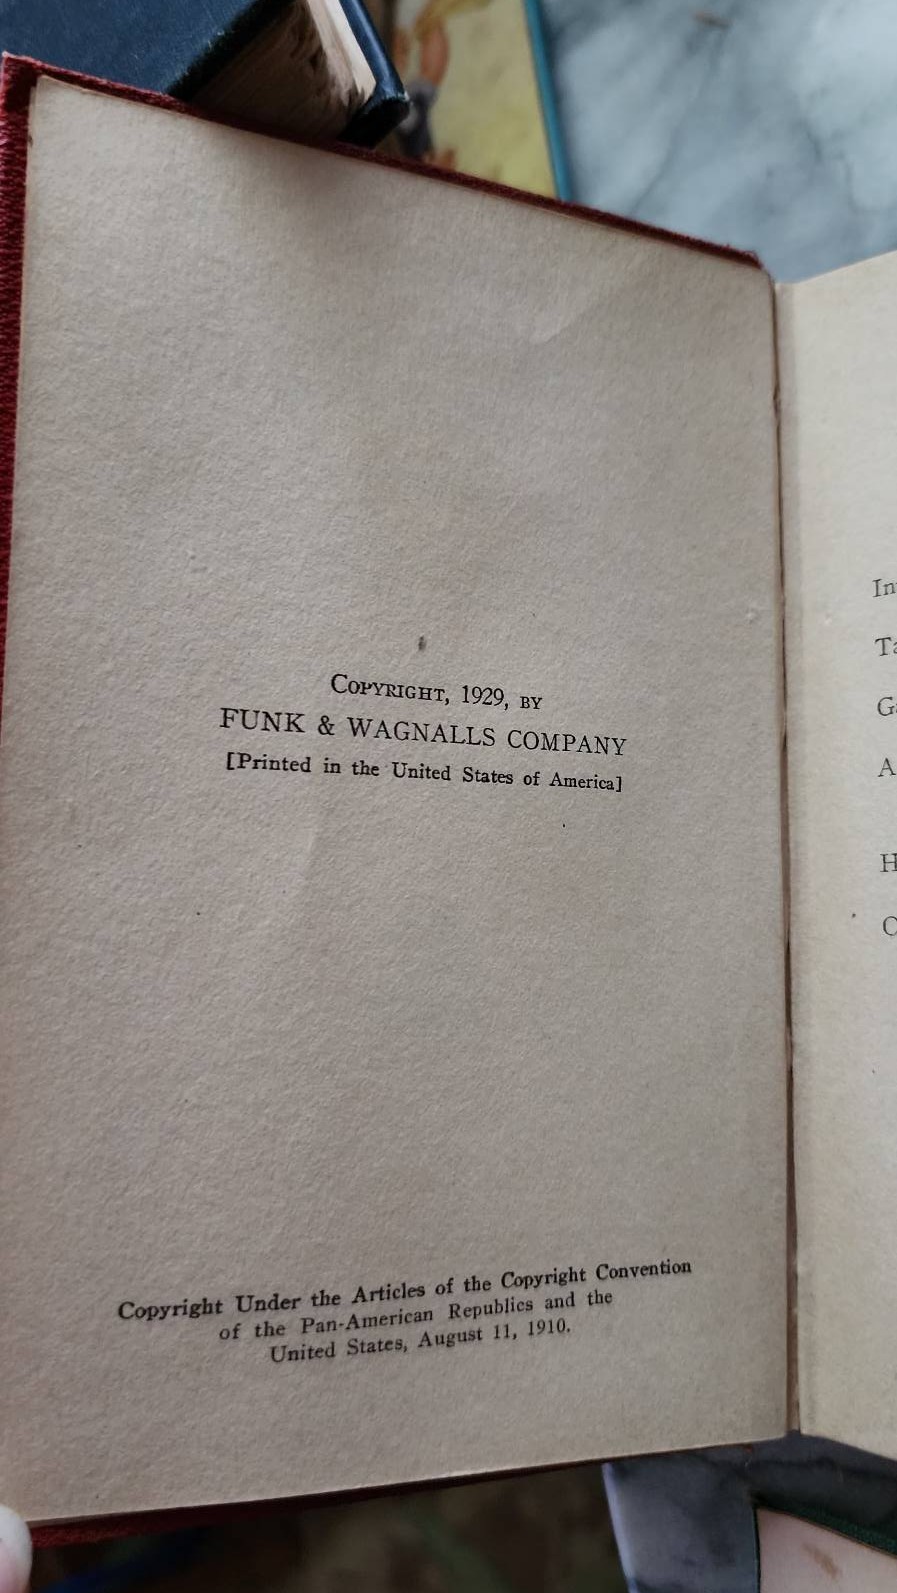 Copyright, 1929, by
FUNK & WAGNALLS COMPANY
[Printed in the United States of America]
Copyright Under the Articles of the Copyright Convention
of the Pan-American Republics and the
United States, August 11, 1910.